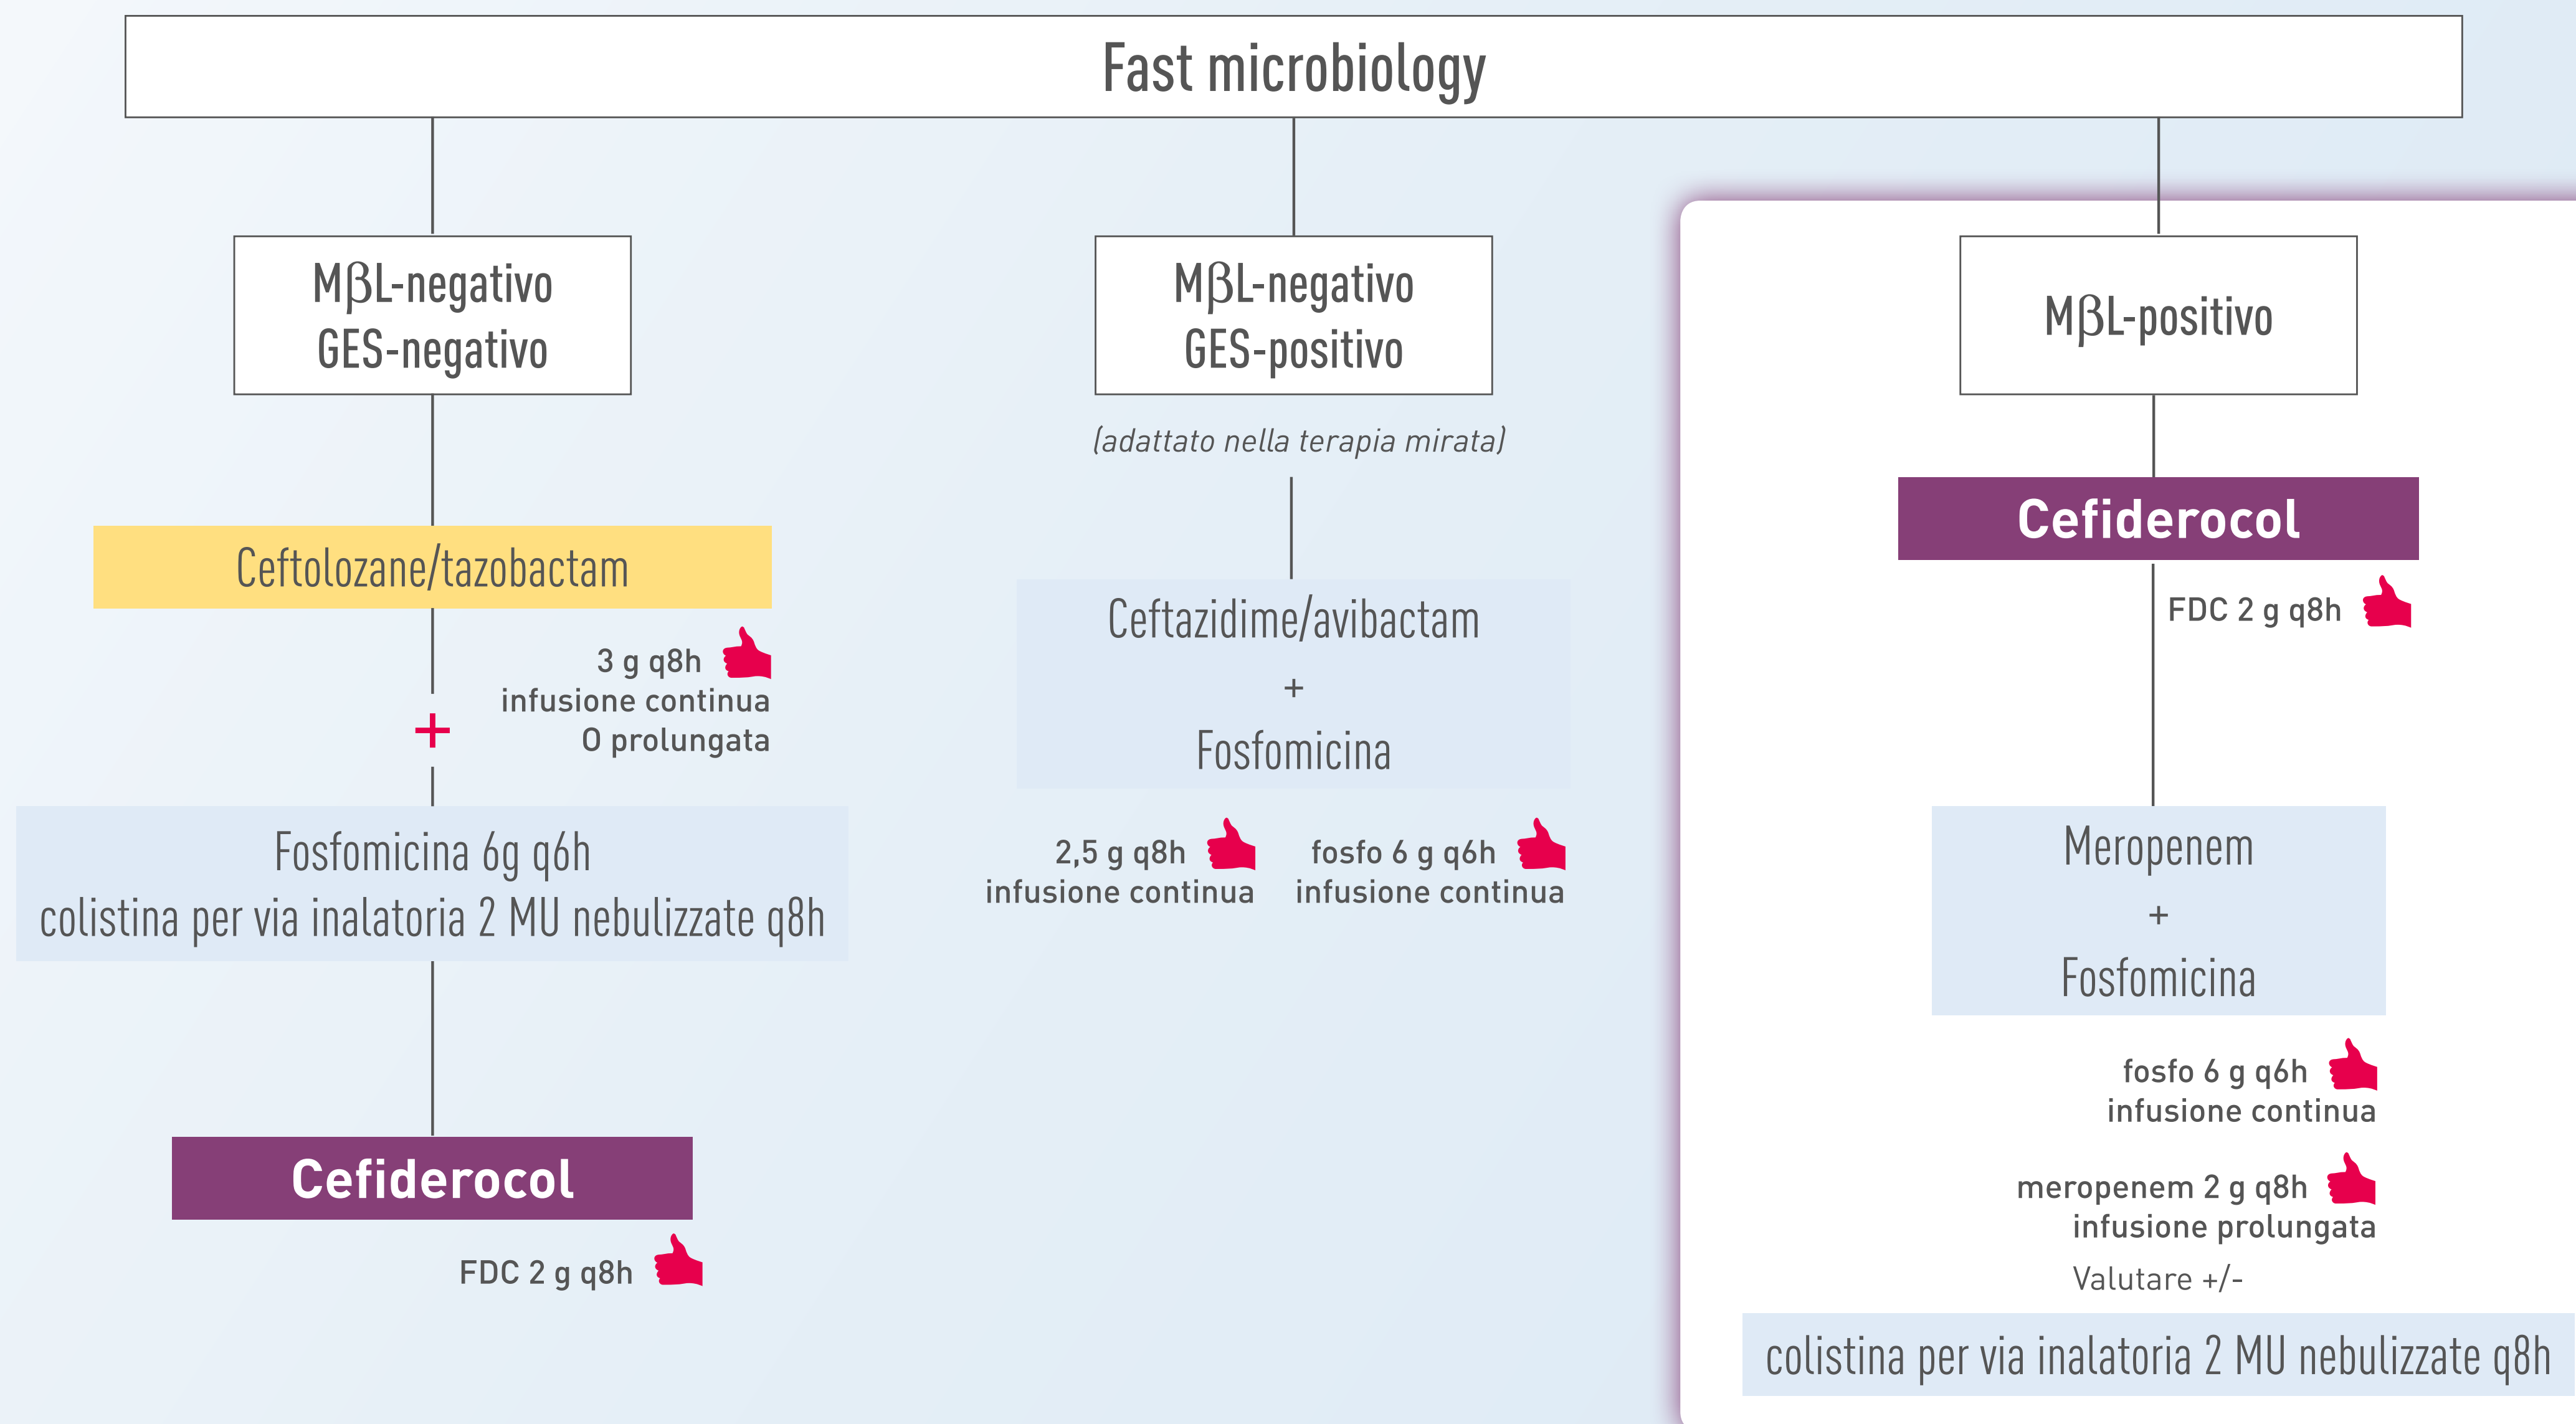 Fast microbiology
MβL-negativo
GES-negativo
Ceftolozane/tazobactam
3 g q8h
infusione continua
O prolungata
+
Fosfomicina 6g q6h
colistina per via inalatoria 2 MU nebulizzate q8h
Cefiderocol
FDC 2 g q8h
MβL-negativo
GES-positivo
(adattato nella terapia mirata)
Ceftazidime/avibactam
+
Fosfomicina
2,5 g q8h
infusione continua
fosfo 6 g q6h
infusione continua
MβL-positivo
Cefiderocol
FDC 2 g q8h
Meropenem
+
Fosfomicina
fosfo 6 g q6h
infusione continua
meropenem 2 g q8h
infusione prolungata
Valutare +/-
colistina per via inalatoria 2 MU nebulizzate q8h